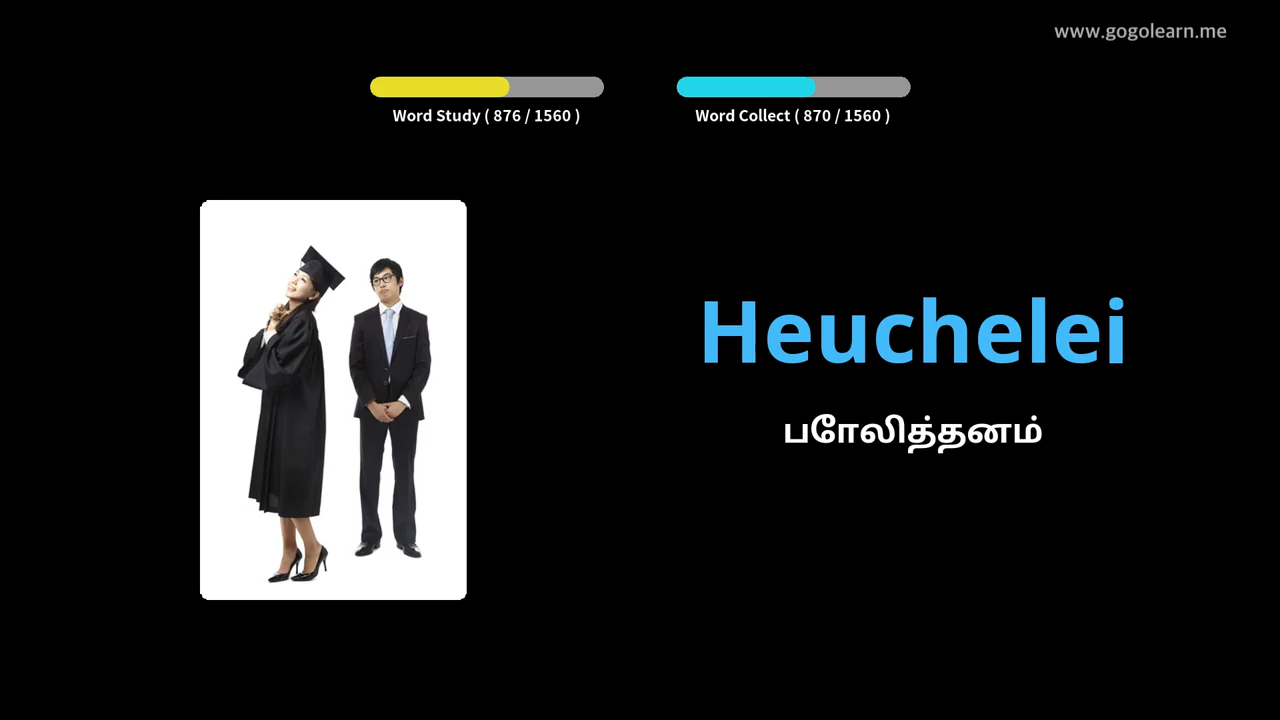 www.gogolearn.me
Word Study ( 876 / 1560 )
Word Collect ( 870 / 1560 )
Heuchelei
போலித்தனம்